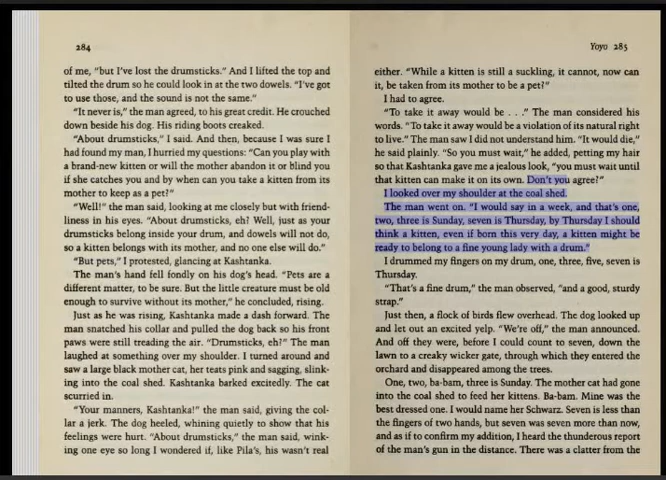 284
of me, “but I've lost the drumsticks.” And I lifted the top and
tilted the drum so he could look in at the two dowels. “I've got
to use those, and the sound is not the same.”
“It never is,” the man agreed, to his great credit. He crouched
down beside his dog. His riding boots creaked.
“About drumsticks,” I said. And then, because I was sure I
had found my man, I hurried my questions: “Can you play with
a brand-new kitten or will the mother abandon it or blind you
if she catches you and by when can you take a kitten from its
mother to keep as a pet?”
“Well!” the man said, looking at me closely but with friend-
liness in his eyes. “About drumsticks, eh? Well, just as your
drumsticks belong inside your drum, and dowels will not do,
so a kitten belongs with its mother, and no one else will do.”
“But pets,” I protested, glancing at Kashtanka.
The man's hand fell fondly on his dog's head. “Pets are a
different matter, to be sure. But the little creature must be old
enough to survive without its mother,” he concluded, rising.
Just as he was rising, Kashtanka made a dash forward. The
man snatched his collar and pulled the dog back so his front
paws were still treading the air. “Drumsticks, eh?” The man
laughed at something over my shoulder. I turned around and
saw a large black mother cat, her teats pink and sagging, slink-
ing into the coal shed. Kashtanka barked excitedly. The cat
scurried in.
“Your manners, Kashtanka!” the man said, giving the col-
lar a jerk. The dog heeled, whining quietly to show that his
feelings were hurt. “About drumsticks,” the man said, wink-
ing one eye so long I wondered if, like Pila's, his wasn't real
Yoyo 285
either. “While a kitten is still a suckling, it cannot, now can
it, be taken from its mother to be a pet?”
I had to agree.
“To take it away would be . . .” The man considered his
words. “To take it away would be a violation of its natural right
to live.” The man saw I did not understand him. “It would die,”
he said plainly. “So you must wait,” he added, petting my hair
so that Kashtanka gave me a jealous look, “you must wait until
that kitten can make it on its own. Don't you agree?”
I looked over my shoulder at the coal shed.
The man went on. “I would say in a week, and that's one,
two, three is Sunday, seven is Thursday, by Thursday I should
think a kitten, even if born this very day, a kitten might be
ready to belong to a fine young lady with a drum.”
I drummed my fingers on my drum, one, three, five, seven is
Thursday.
“That's a fine drum,” the man observed, “and a good, sturdy
strap.”
Just then, a flock of birds flew overhead. The dog looked up
and let out an excited yelp. “We're off,” the man announced.
And off they were, before I could count to seven, down the
lawn to a creaky wicker gate, through which they entered the
orchard and disappeared among the trees.
One, two, ba-bam, three is Sunday. The mother cat had gone
into the coal shed to feed her kittens. Ba-bam. Mine was the
best dressed one. I would name her Schwarz. Seven is less than
the fingers of two hands, but seven was seven more than now,
and as if to confirm my addition, I heard the thunderous report
of the man's gun in the distance. There was a clatter from the